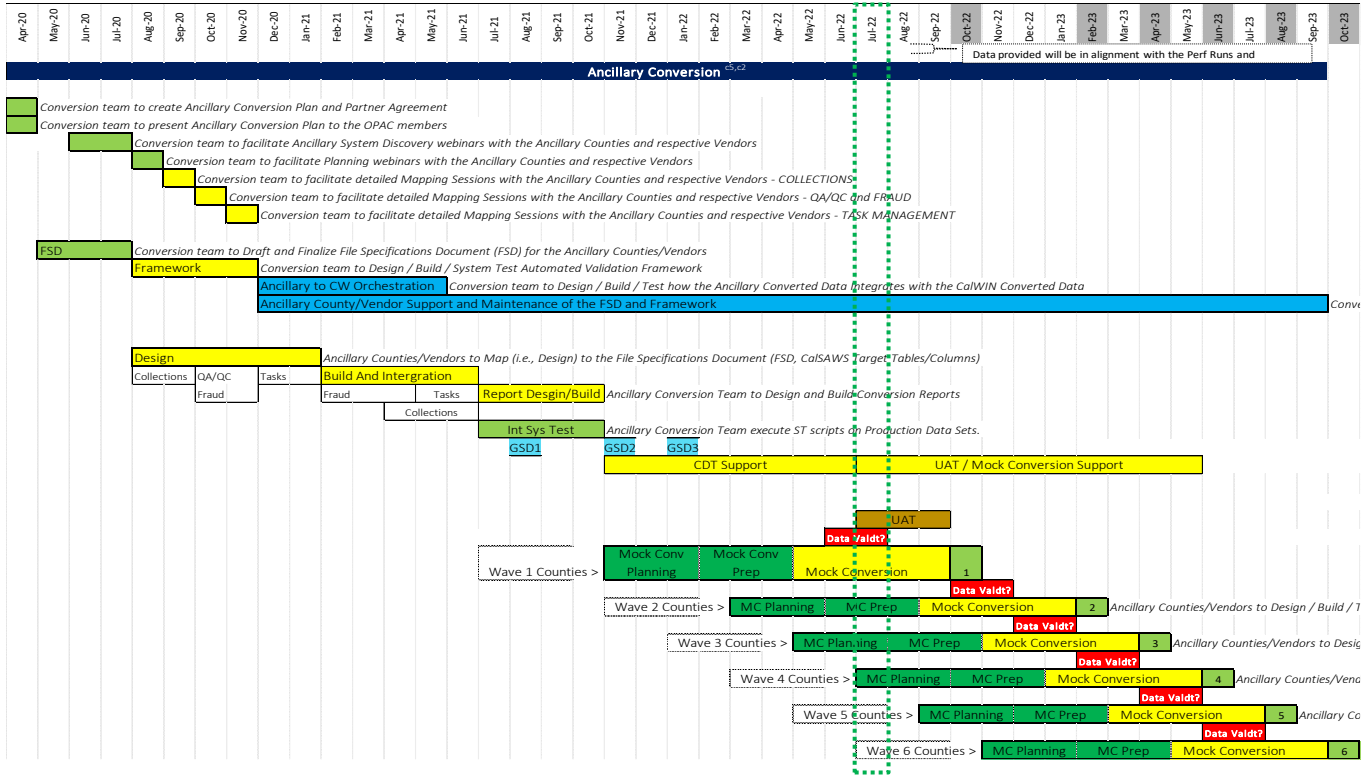 Apr-20 May-20 Jun-20 Jul-20 Aug-20 Sep-20 Oct-20 Nov-20 Dec-20 Jan-21 Feb-21 Mar-21 Apr-21 May-21 Jun-21 Jul-21 Aug-21 Sep-21 Oct-21 Nov-21 Dec-21 Jan-22 Feb-22 Mar-22 Apr-22 May-22 Jun-22 Jul-22 Aug-22 Sep-22 Oct-22 Nov-22 Dec-22 Jan-23 Feb-23 Mar-23 Apr-23 May-23 Jun-23 Jul-23 Aug-23 Sep-23 Oct-23
Data provided will be in alignment with the Perf Runs and
Ancillary Conversion c5,c2
Conversion team to create Ancillary Conversion Plan and Partner Agreement
Conversion team to present Ancillary Conversion Plan to the OPAC members
Conversion team to facilitate Ancillary System Discovery webinars with the Ancillary Counties and respective Vendors
Conversion team to facilitate Planning webinars with the Ancillary Counties and respective Vendors
Conversion team to facilitate detailed Mapping Sessions with the Ancillary Counties and respective Vendors - COLLECTIONS
Conversion team to facilitate detailed Mapping Sessions with the Ancillary Counties and respective Vendors - QA/QC and FRAUD
Conversion team to facilitate detailed Mapping Sessions with the Ancillary Counties and respective Vendors - TASK MANAGEMENT
FSD Conversion team to Draft and Finalize File Specifications Document (FSD) for the Ancillary Counties/Vendors
Framework Conversion team to Design / Build / System Test Automated Validation Framework
Ancillary to CW Orchestration Conversion team to Design / Build / Test how the Ancillary Converted Data Integrates with the CalWIN Converted Data
Ancillary County/Vendor Support and Maintenance of the FSD and Framework Conve
Design Ancillary Counties/Vendors to Map (i.e., Design) to the File Specifications Document (FSD, CalSAWS Target Tables/Columns)
Collections QA/QC Tasks Build And Intergration
Fraud Fraud Tasks Report Desgin/Build Ancillary Conversion Team to Design and Build Conversion Reports
Collections
Int Sys Test Ancillary Conversion Team execute ST scripts on Production Data Sets.
GSD1 GSD2 GSD3
CDT Support UAT / Mock Conversion Support
UAT
Data Valdt?
Mock Conv Mock Conv
Wave 1 Counties > Planning Prep Mock Conversion 1
Data Valdt?
Wave 2 Counties > MC Planning MC Prep Mock Conversion 2 Ancillary Counties/Vendors to Design / Build / T
Data Valdt?
Wave 3 Counties > MC Planning MC Prep Mock Conversion 3 Ancillary Counties/Vendors to Desig
Data Valdt?
Wave 4 Counties > MC Planning MC Prep Mock Conversion 4 Ancillary Counties/Vend
Data Valdt?
Wave 5 Counties > MC Planning MC Prep Mock Conversion 5 Ancillary Co
Data Valdt?
Wave 6 Counties > MC Planning MC Prep Mock Conversion 6